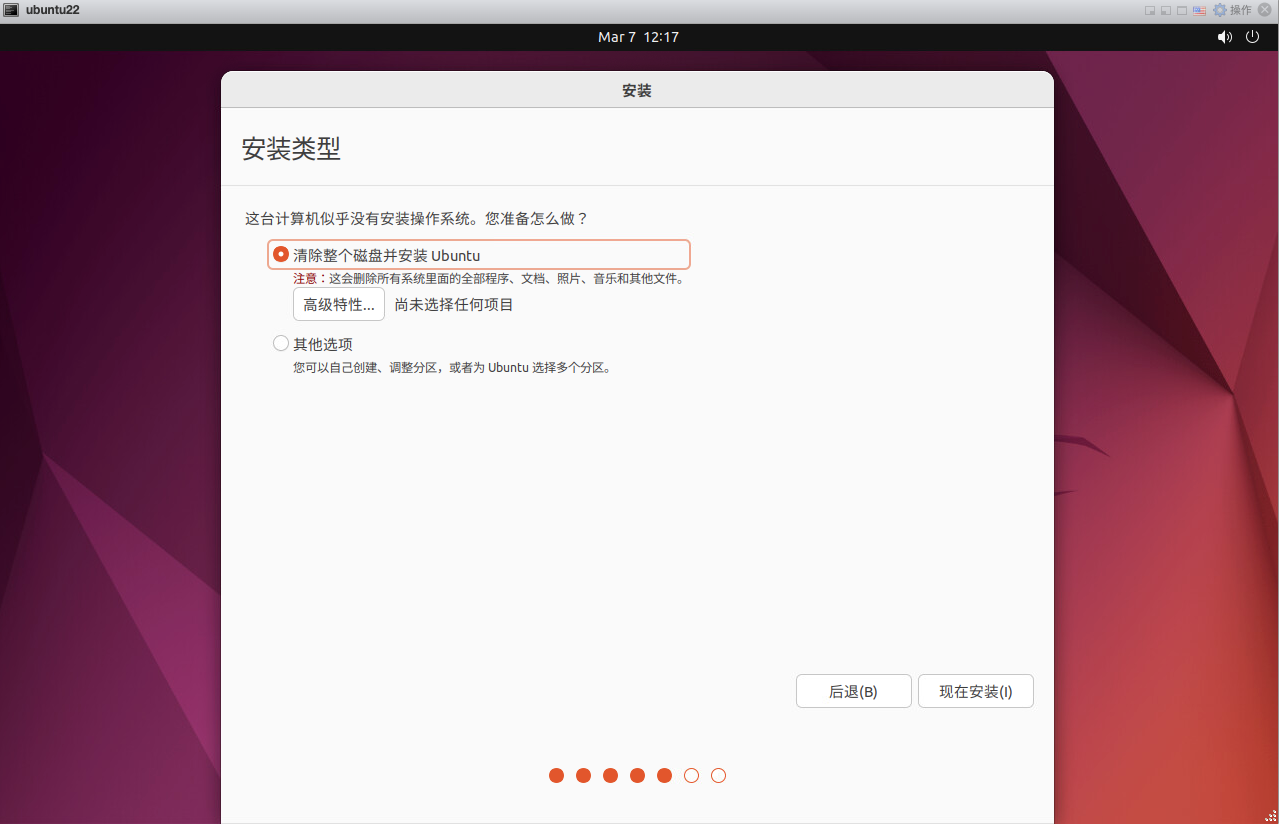 ubuntu22
操作
Mar 7 12:17
安装
安装类型
这台计算机似乎没有安装操作系统。您准备怎么做？
清除整个磁盘并安装 Ubuntu
注意：这会删除所有系统里面的全部程序、文档、照片、音乐和其他文件。
高级特性... 尚未选择任何项目
其他选项
您可以自己创建、调整分区，或者为 Ubuntu 选择多个分区。
后退(B) 现在安装(I)